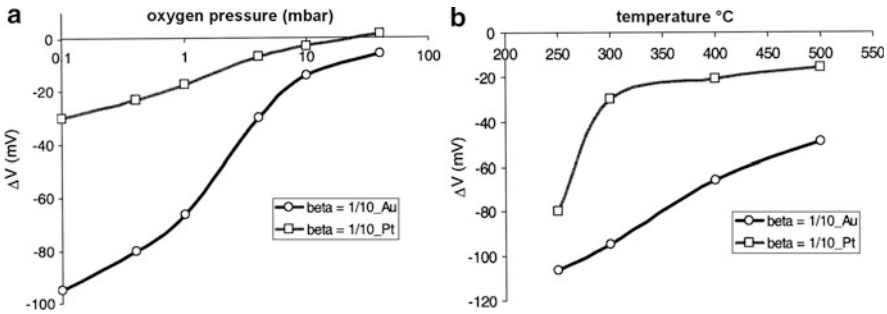 a
oxygen pressure (mbar)
0
0.1
1
10
100
-20
-40
-60
-80
-100
ΔV (mV)
beta = 1/10_Au
beta = 1/10_Pt
b
temperature °C
0
200
250
300
350
400
450
500
550
-20
-40
-60
-80
-100
-120
ΔV (mV)
beta = 1/10_Au
beta = 1/10_Pt